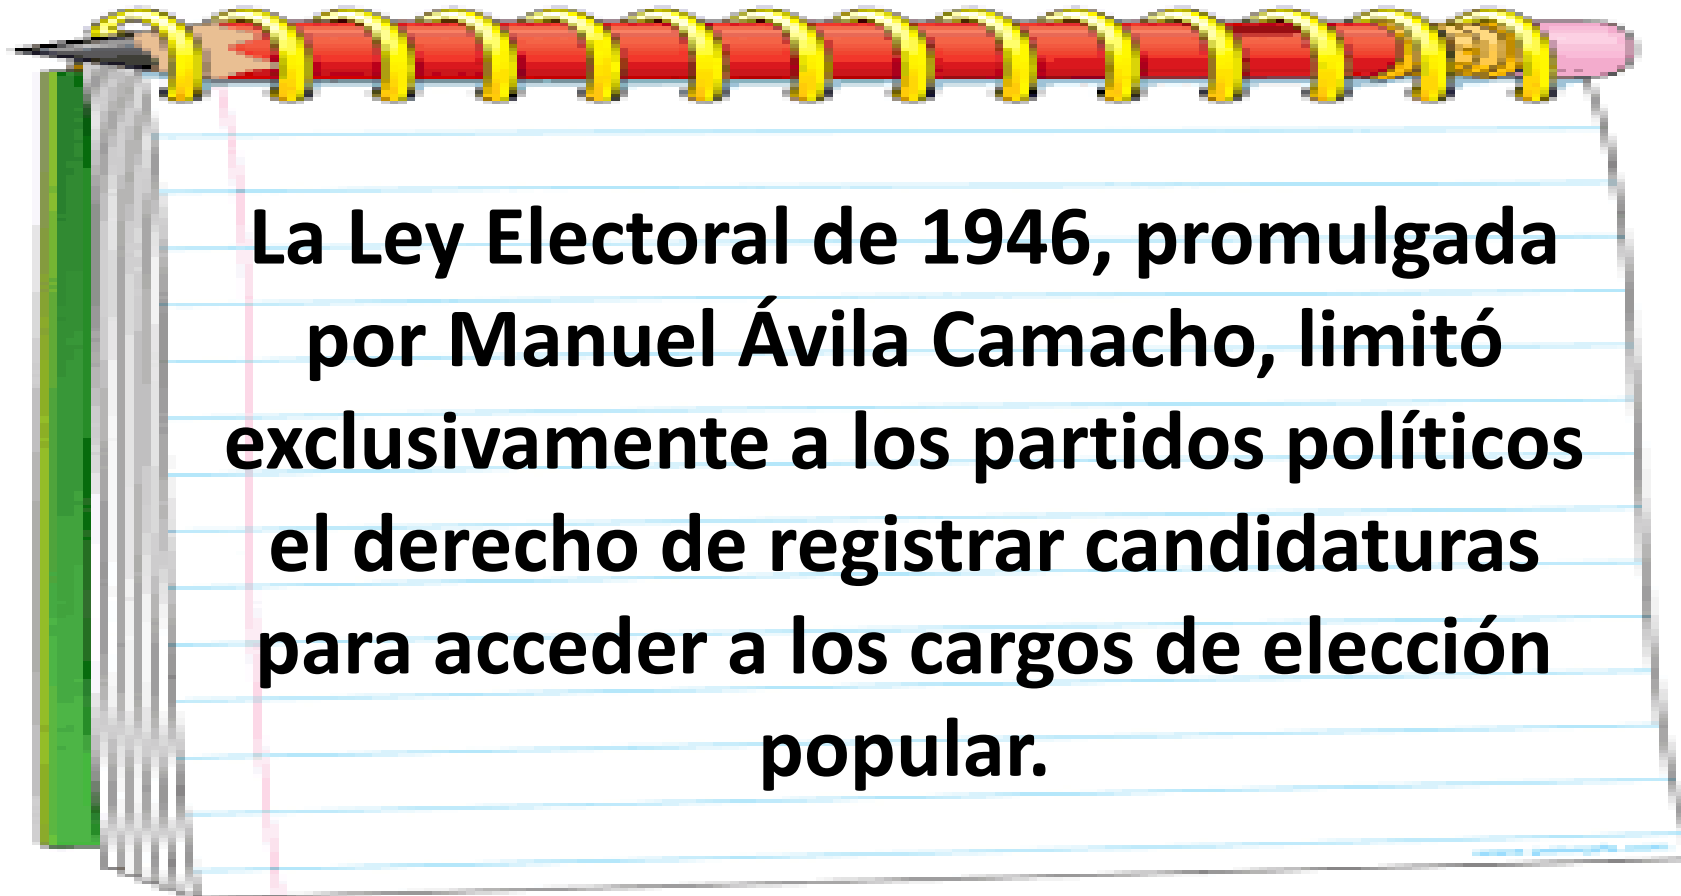 La Ley Electoral de 1946, promulgada
por Manuel Ávila Camacho, limitó
exclusivamente a los partidos políticos
el derecho de registrar candidaturas
para acceder a los cargos de elección
popular.